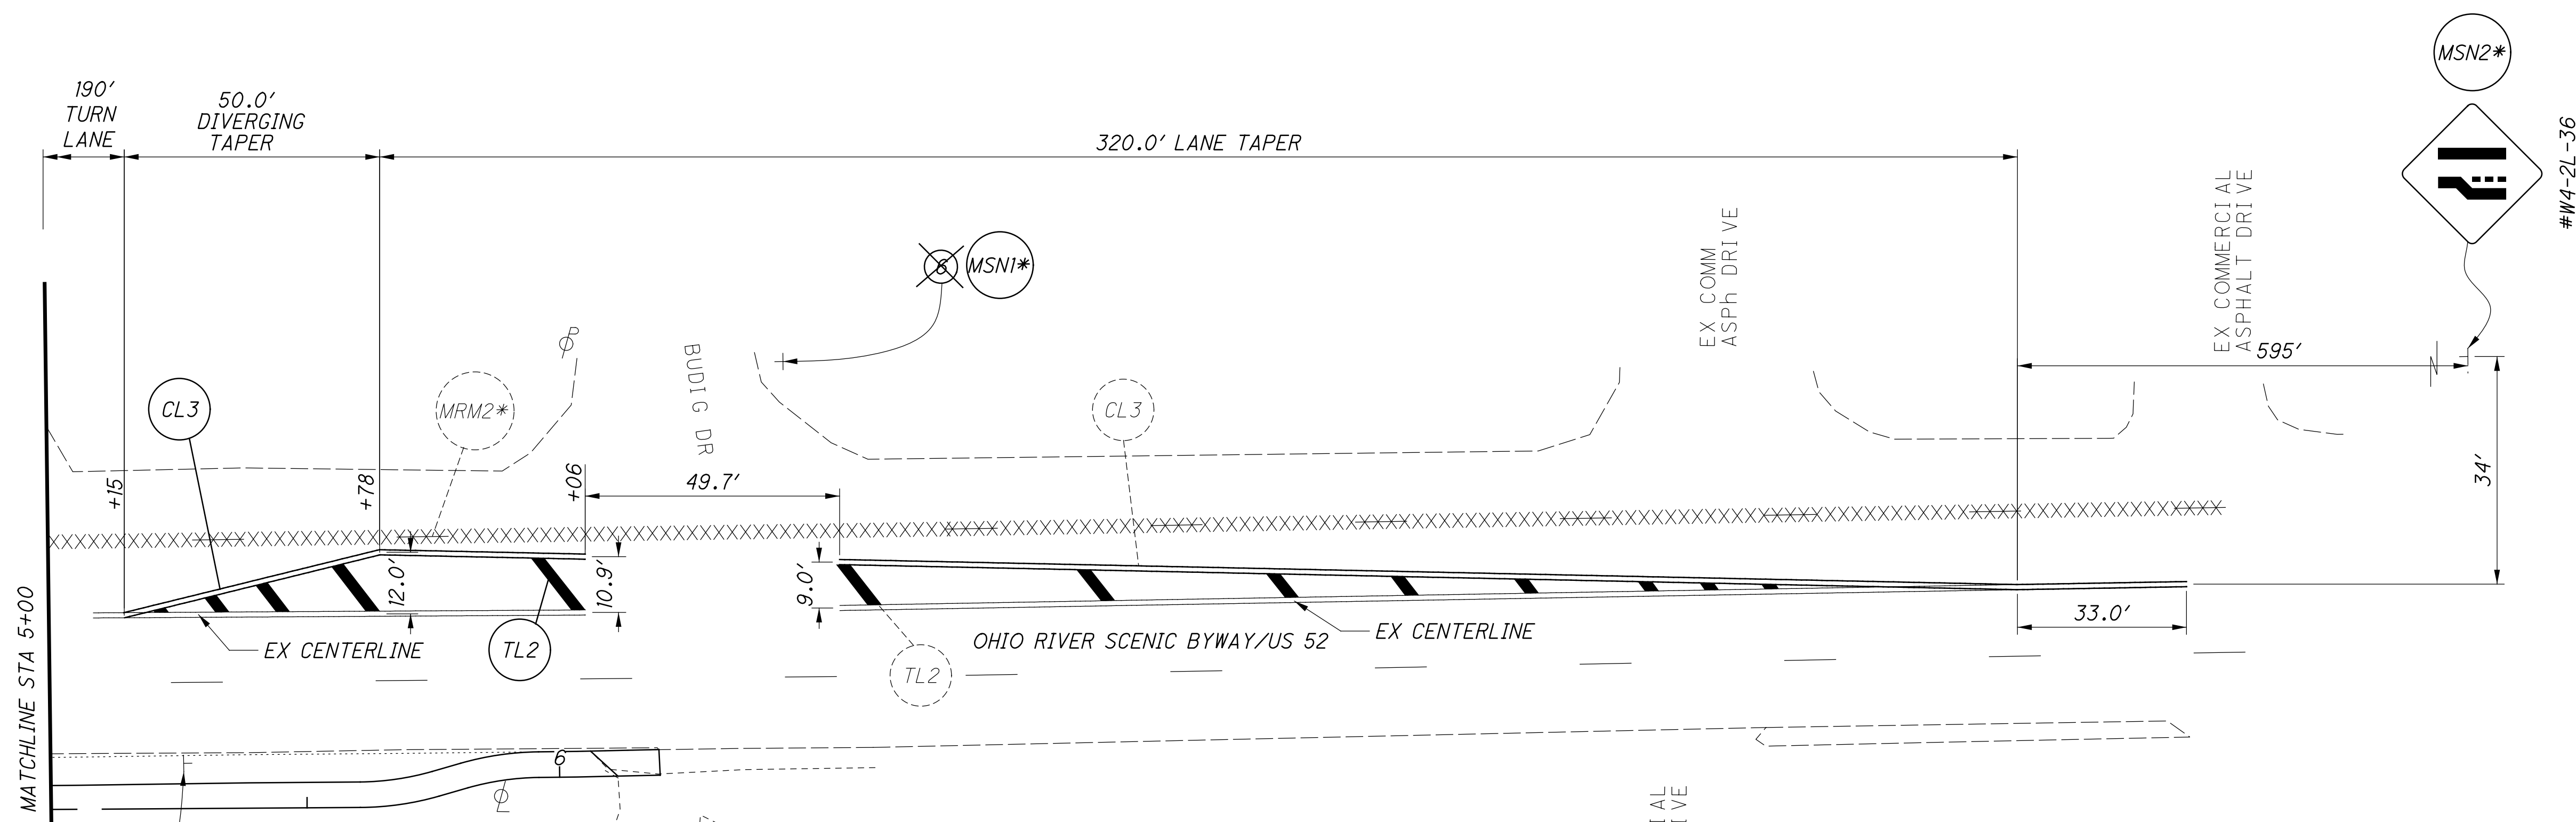 190'
TURN
LANE
50.0'
DIVERGING
TAPER
320.0' LANE TAPER
MSN2*
#W4-2L-36
6
MSN1*
EX COMM
ASPh DRIVE
EX COMMERCIAL
ASPHALT DRIVE
595'
34'
CL3
MRM2*
BUDIG DR
CL3
+15
+78
+06
49.7'
12.0'
10.9'
9.0'
EX CENTERLINE
TL2
OHIO RIVER SCENIC BYWAY/US 52
EX CENTERLINE
33.0'
TL2
MATCHLINE STA 5+00
6
IAL
IVE